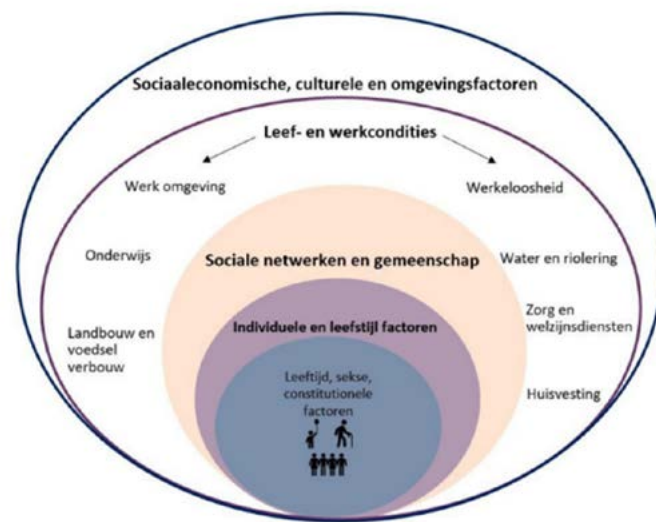 Sociaaleconomische, culturele en omgevingsfactoren
Leef- en werkcondities
Werk omgeving
Werkeloosheid
Onderwijs
Sociale netwerken en gemeenschap
Water en riolering
Landbouw en
voedsel
verbouw
Individuele en leefstijl factoren
Zorg en
welzijnsdiensten
Leeftijd, sekse,
constitutionele
factoren
Huisvesting